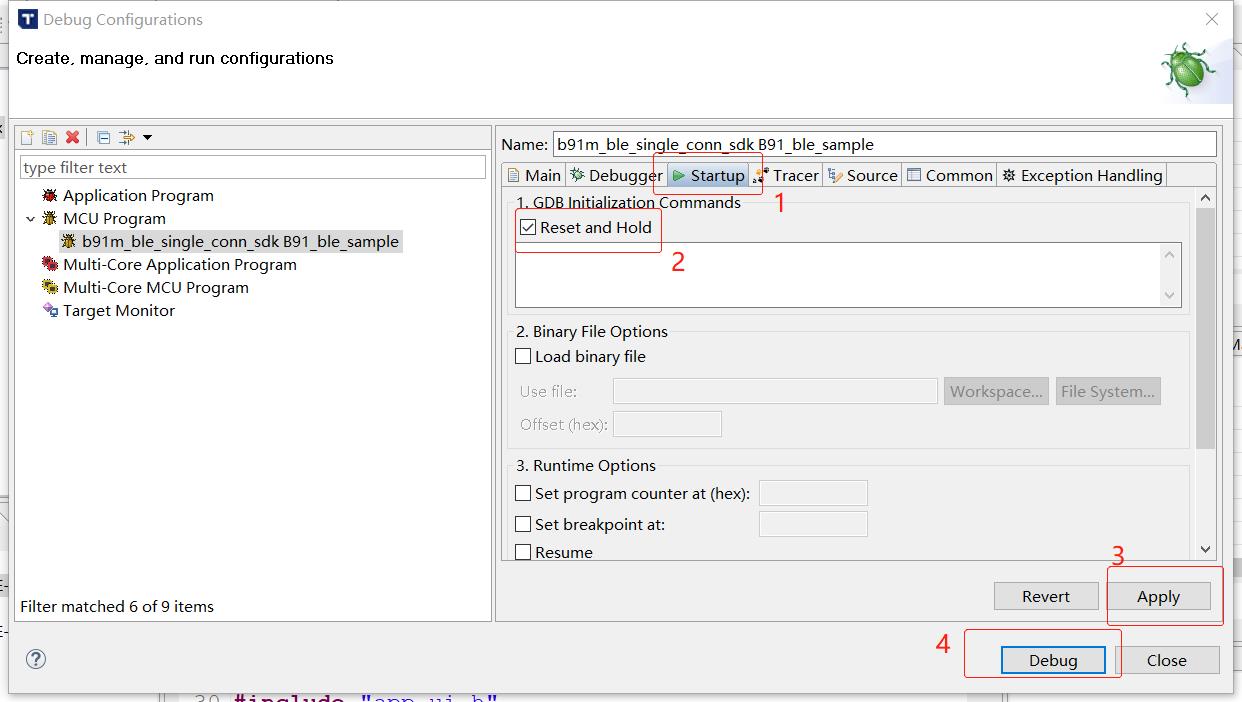 Debug Configurations
Create, manage, and run configurations
type filter text
Application Program
MCU Program
b91m_ble_single_conn_sdk B91_ble_sample
Multi-Core Application Program
Multi-Core MCU Program
Target Monitor
Filter matched 6 of 9 items
Name: b91m_ble_single_conn_sdk B91_ble_sample
Main Debugger Startup Tracer Source Common Exception Handling
1
1. GDB Initialization Commands
Reset and Hold
2
2. Binary File Options
Load binary file
Use file: Workspace... File System...
Offset (hex):
3. Runtime Options
Set program counter at (hex):
Set breakpoint at:
Resume
3
Revert Apply
4
Debug Close
30 #include "app_ui.h"